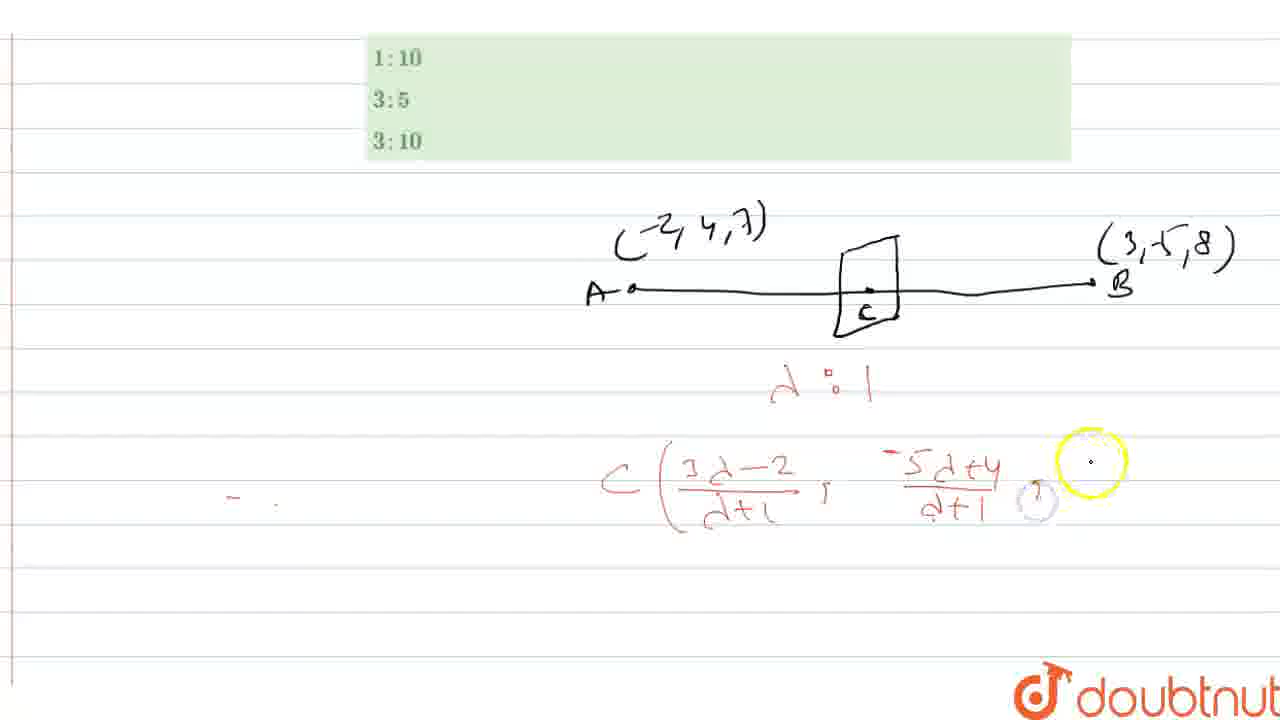 1 : 10
3 : 5
3 : 10
(-2, 4, 7)
(3, -5, 8)
A
C
B
λ : 1
C ( 3λ-2/λ+1 , -5λ+4/λ+1 ,
doubtnut